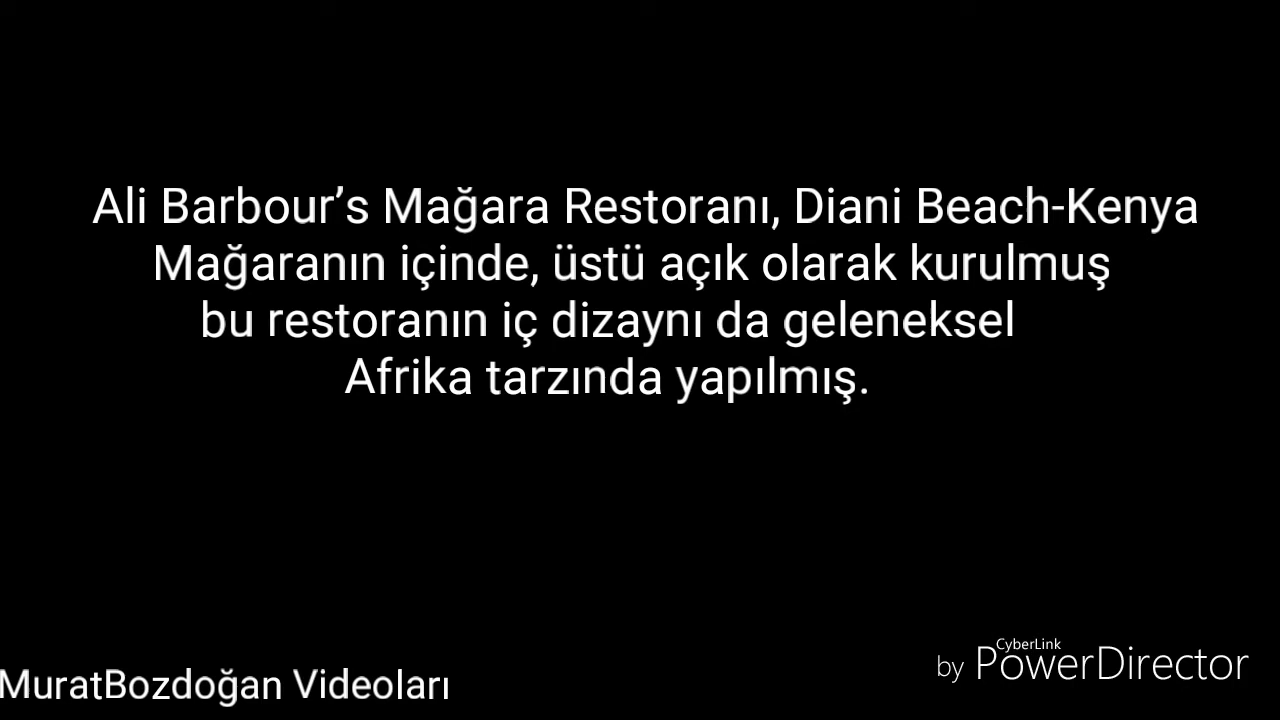 Ali Barbour’s Mağara Restoranı, Diani Beach-Kenya
Mağaranın içinde, üstü açık olarak kurulmuş
bu restoranın iç dizaynı da geleneksel
Afrika tarzında yapılmış.
MuratBozdoğan Videoları
CyberLink
by PowerDirector